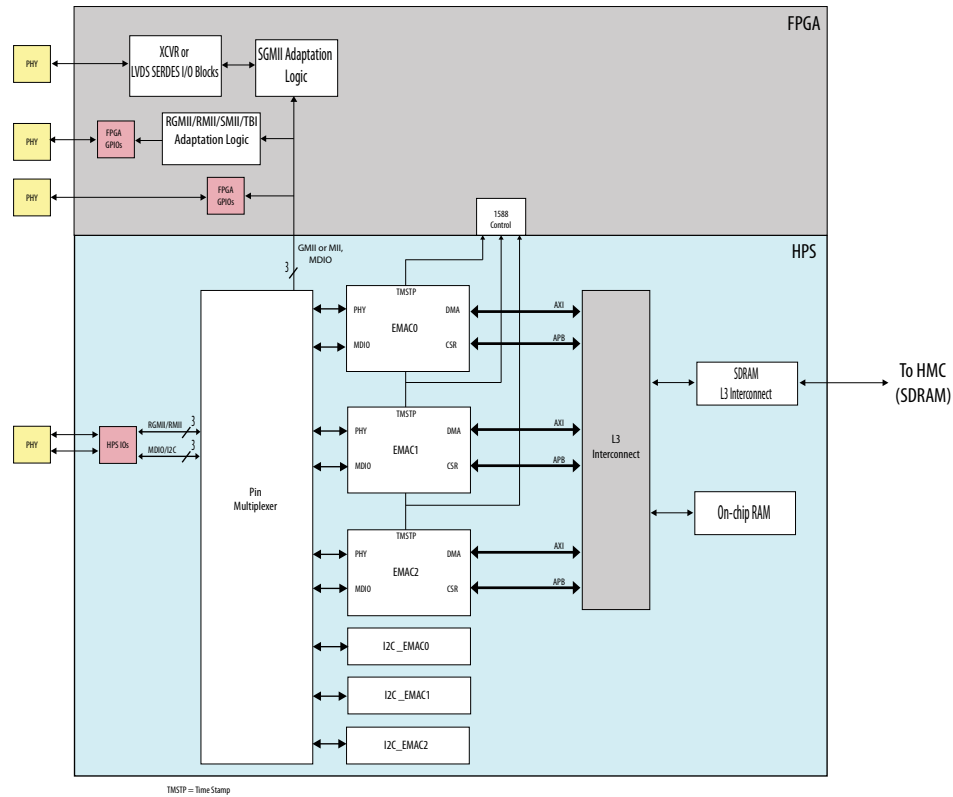 FPGA
PHY
XCVR or
LVDS SERDES I/O Blocks
SGMII Adaptation
Logic
PHY
FPGA
GPIOs
RGMII/RMII/SMII/TBI
Adaptation Logic
PHY
FPGA
GPIOs
1588
Control
HPS
GMII or MII,
MDIO
3
TMSTP
PHY
DMA
EMAC0
MDIO
CSR
AXI
APB
TMSTP
PHY
DMA
EMAC1
MDIO
CSR
AXI
APB
TMSTP
PHY
DMA
EMAC2
MDIO
CSR
AXI
APB
L3
Interconnect
SDRAM
L3 Interconnect
To HMC
(SDRAM)
On-chip RAM
PHY
HPS IOs
RGMII/RMII
3
MDIO/I2C
3
Pin
Multiplexer
I2C _EMAC0
I2C _EMAC1
I2C_EMAC2
TMSTP = Time Stamp